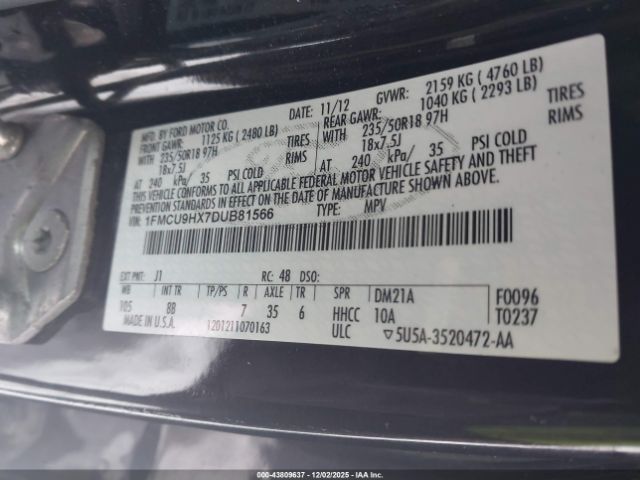 MFD. BY FORD MOTOR CO.
DATE: 11/12 GVWR: 2159 KG ( 4760 LB)
FRONT GAWR: 1125 KG ( 2480 LB) REAR GAWR: 1040 KG ( 2293 LB)
WITH 235/50R18 97H TIRES WITH 235/50R18 97H TIRES
18x7.5J RIMS 18x7.5J RIMS
AT 240 kPa/ 35 PSI COLD AT 240 kPa/ 35 PSI COLD
THIS VEHICLE CONFORMS TO ALL APPLICABLE FEDERAL MOTOR VEHICLE SAFETY AND THEFT
PREVENTION STANDARDS IN EFFECT ON THE DATE OF MANUFACTURE SHOWN ABOVE.
VIN: 1FMCU9HX7DUB81566 TYPE: MPV
EXT PNT: J1 RC: 48 DSO:
WB INT TR TP/PS R AXLE TR SPR DM21A F0096
105 8B 7 35 6 HHCC 10A T0237
MADE IN U.S.A. 1201211070163 ULC ▽5U5A-3520472-AA
000-43809637 - 12/02/2025 - IAA Inc.